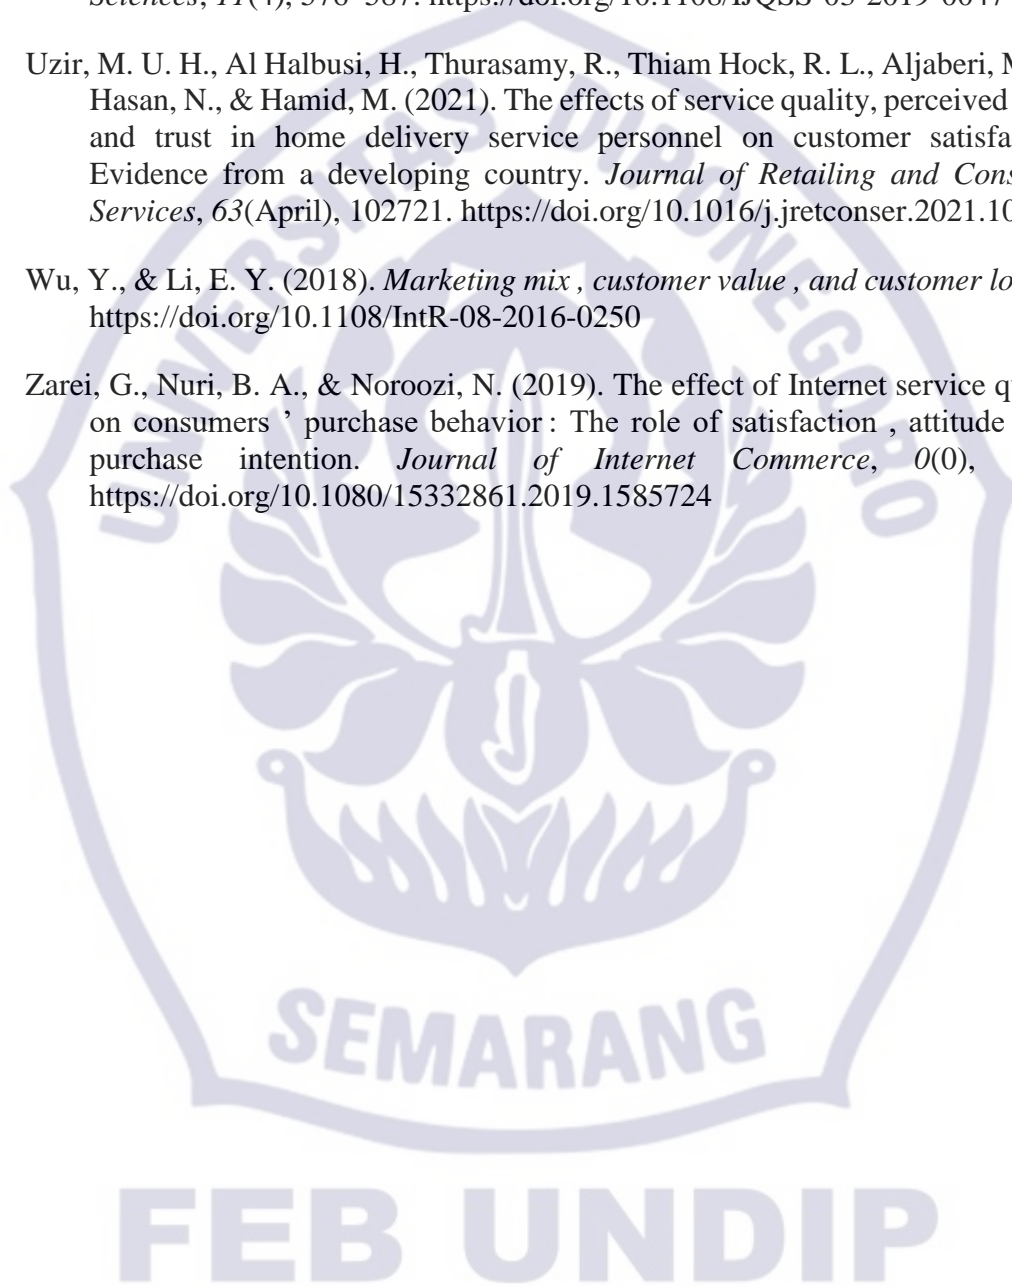 Sciences, 11(4), 576–587. https://doi.org/10.1108/IJQSS-03-2019-0047
Uzir, M. U. H., Al Halbusi, H., Thurasamy, R., Thiam Hock, R. L., Aljaberi,
Hasan, N., & Hamid, M. (2021). The effects of service quality, perceived
and trust in home delivery service personnel on customer
Evidence from a developing country. Journal of Retailing and
Services, 63(April), 102721. https://doi.org/10.1016/j.jretconser.2021.10
Wu, Y., & Li, E. Y. (2018). Marketing mix , customer value , and customer
https://doi.org/10.1108/IntR-08-2016-0250
Zarei, G., Nuri, B. A., & Noroozi, N. (2019). The effect of Internet service
on consumers ’ purchase behavior : The role of satisfaction , attitude
purchase intention. Journal of Internet Commerce, 0(0),
https://doi.org/10.1080/15332861.2019.1585724
UNIVERSITAS DIPONEGORO
SEMARANG
FEB UNDIP